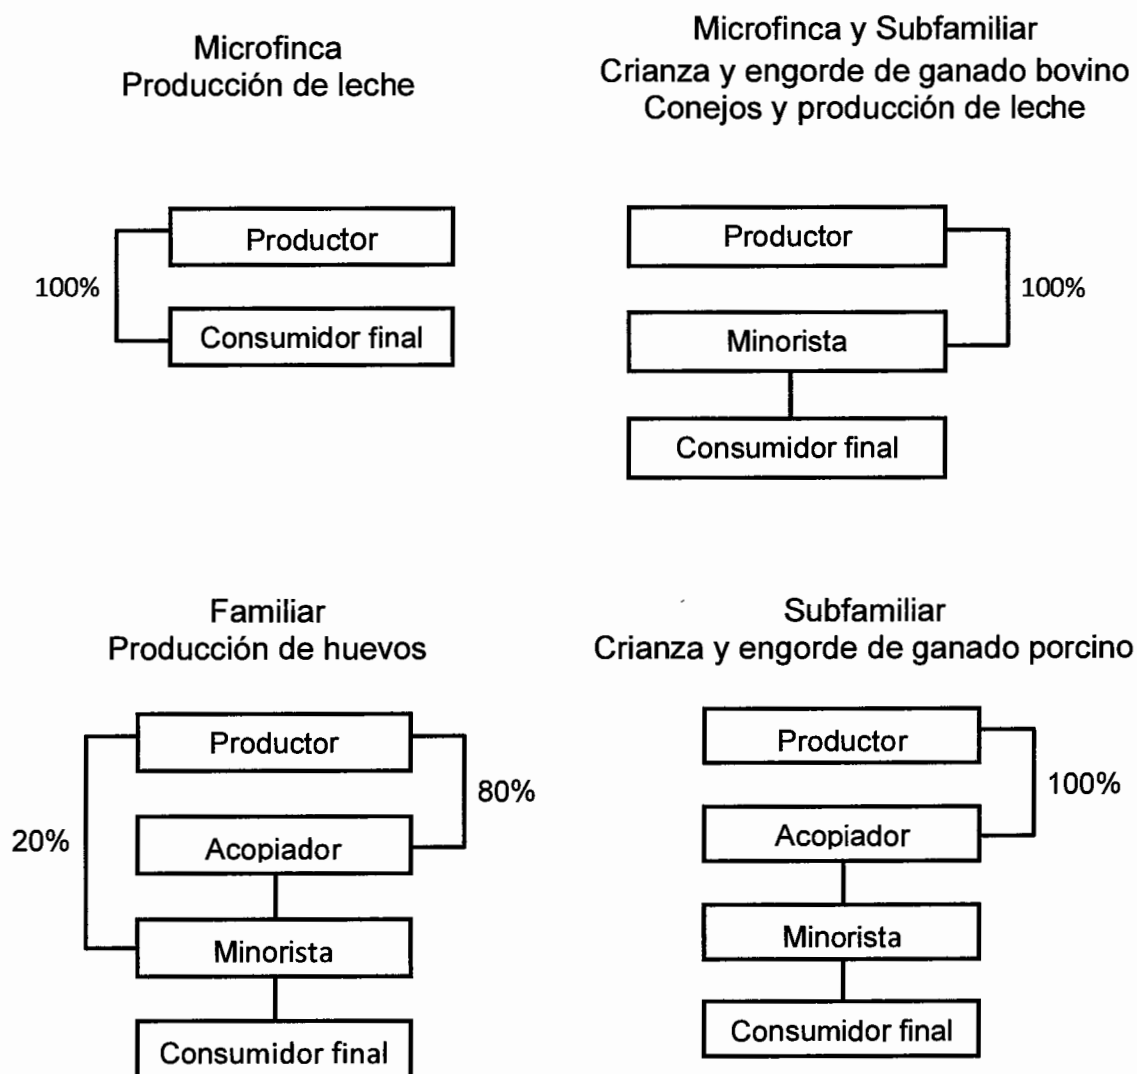 Microfinca
Producción de leche
Productor
100%
Consumidor final
Microfinca y Subfamiliar
Crianza y engorde de ganado bovino
Conejos y producción de leche
Productor
100%
Minorista
Consumidor final
Familiar
Producción de huevos
Productor
80%
20%
Acopiador
Minorista
Consumidor final
Subfamiliar
Crianza y engorde de ganado porcino
Productor
100%
Acopiador
Minorista
Consumidor final